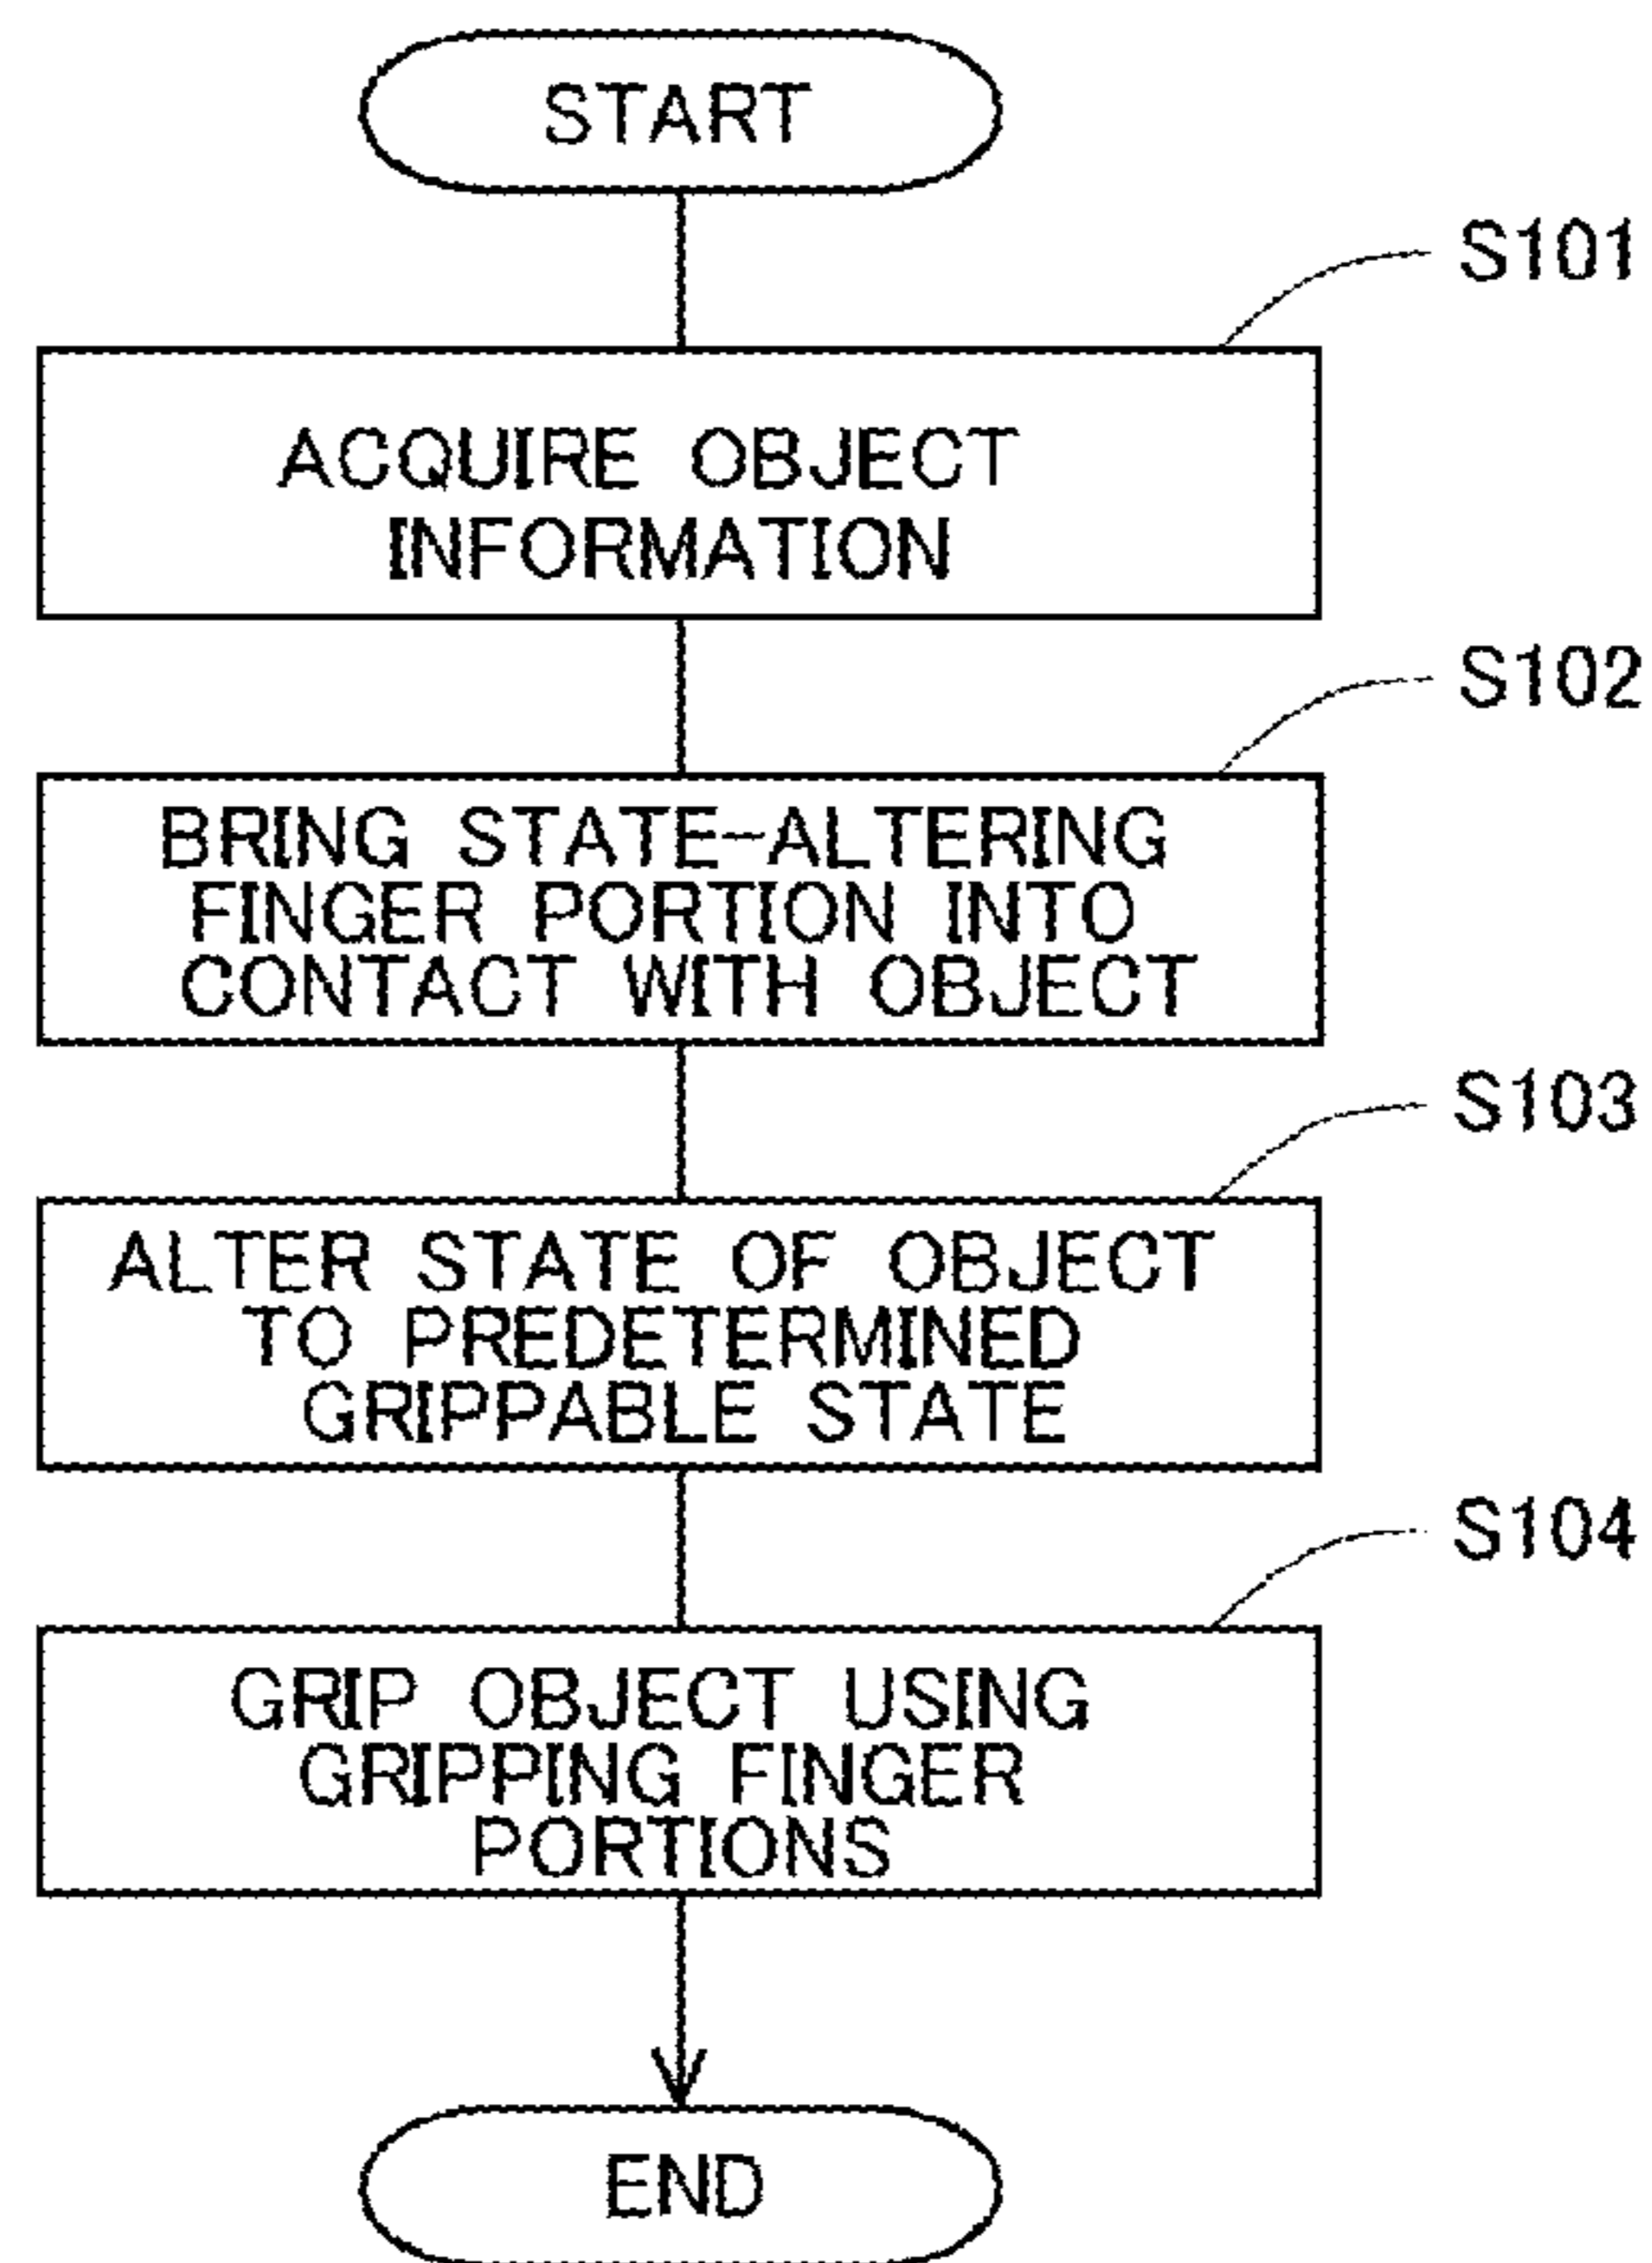 START
S101
ACQUIRE OBJECT
INFORMATION
S102
BRING STATE-ALTERING
FINGER PORTION INTO
CONTACT WITH OBJECT
S103
ALTER STATE OF OBJECT
TO PREDETERMINED
GRIPPABLE STATE
S104
GRIP OBJECT USING
GRIPPING FINGER
PORTIONS
END